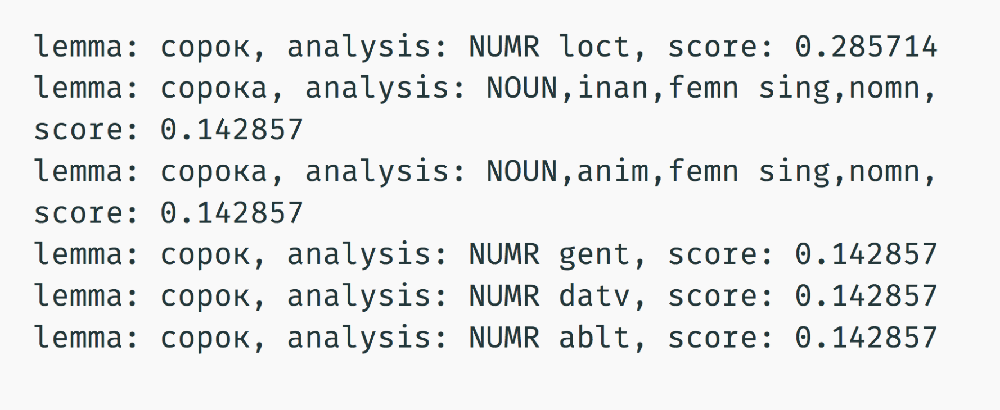 lemma: сорок, analysis: NUMR loct, score: 0.285714
lemma: сорока, analysis: NOUN,inan,femn sing,nomn,
score: 0.142857
lemma: сорока, analysis: NOUN,anim,femn sing,nomn,
score: 0.142857
lemma: сорок, analysis: NUMR gent, score: 0.142857
lemma: сорок, analysis: NUMR datv, score: 0.142857
lemma: сорок, analysis: NUMR ablt, score: 0.142857